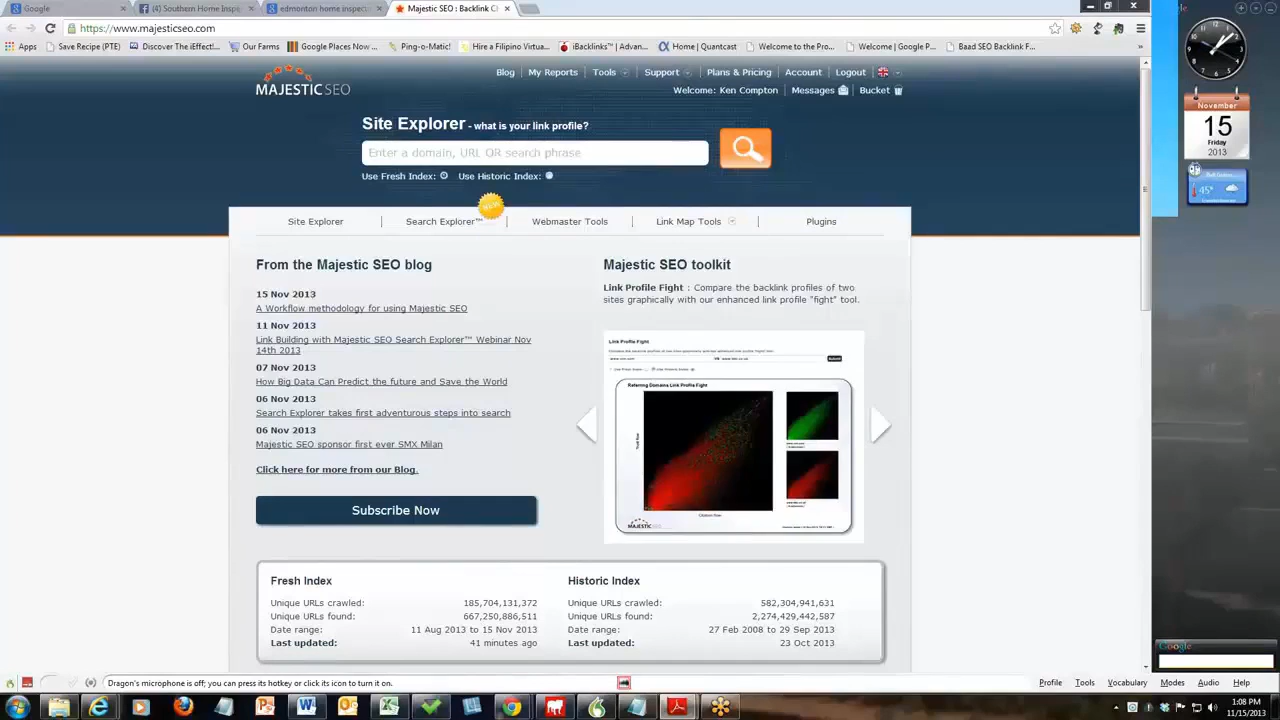 Google
Southern Home Inspe
edmonton home inspect
Majestic SEO : Backlink C
https://www.majesticseo.com
Apps
Save Recipe (PTE)
Discover The iEffect!...
Our Farms
Google Places Now ...
Ping-o-Matic!
Hire a Filipino Virtua...
iBacklinks™ | Advan...
Home | Quantcast
Welcome to the Pro...
Welcome | Google P...
Baad SEO Backlink F...
MAJESTIC SEO
Blog | My Reports | Tools | Support | Plans & Pricing | Account | Logout
Welcome: Ken Compton | Messages | Bucket
Site Explorer - what is your link profile?
Enter a domain, URL OR search phrase
Use Fresh Index: Use Historic Index:
Site Explorer | Search Explorer™ | Webmaster Tools | Link Map Tools | Plugins
From the Majestic SEO blog
15 Nov 2013
A Workflow methodology for using Majestic SEO
11 Nov 2013
Link Building with Majestic SEO Search Explorer™ Webinar Nov
14th 2013
07 Nov 2013
How Big Data Can Predict the future and Save the World
06 Nov 2013
Search Explorer takes first adventurous steps into search
06 Nov 2013
Majestic SEO sponsor first ever SMX Milan
Click here for more from our Blog.
Subscribe Now
Majestic SEO toolkit
Link Profile Fight : Compare the backlink profiles of two
sites graphically with our enhanced link profile "fight" tool.
Link Profile Fight
Referring Domains Link Profile Fight
MAJESTIC SEO
Fresh Index
Unique URLs crawled: 185,704,131,372
Unique URLs found: 667,250,886,511
Date range: 11 Aug 2013 to 15 Nov 2013
Last updated: 41 minutes ago
Historic Index
Unique URLs crawled: 582,304,941,631
Unique URLs found: 2,274,429,442,587
Date range: 27 Feb 2008 to 29 Sep 2013
Last updated: 23 Oct 2013
November
15
Friday
2013
45°
Google
Dragon's microphone is off; you can press its hotkey or click its icon to turn it on.
Profile Tools Vocabulary Modes Audio Help
1:08 PM
11/15/2013